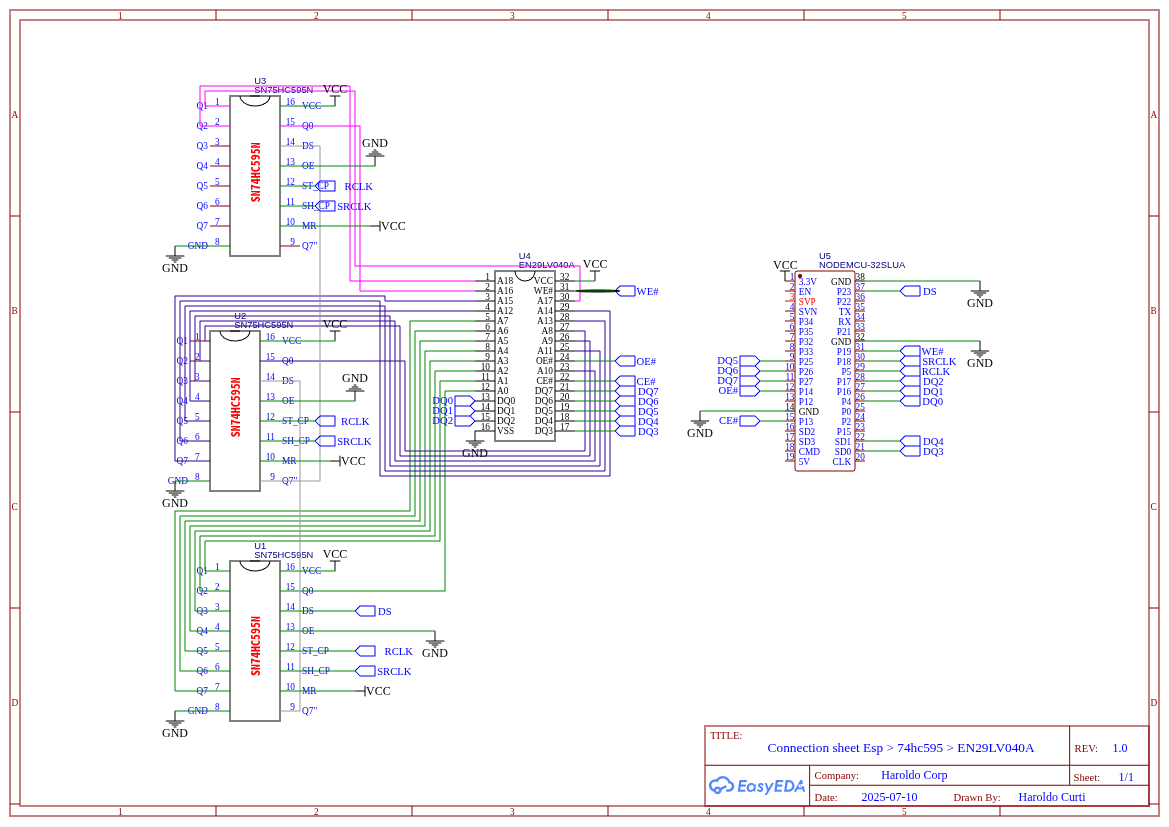 1 2 3 4 5
A A
B B
C C
D D
U3
SN75HC595N
VCC
Q1 1 16 VCC
Q2 2 15 Q0
Q3 3 14 DS
Q4 4 13 OE
GND
Q5 5 12 ST_CP RCLK
Q6 6 11 SH_CP SRCLK
Q7 7 10 MR VCC
GND 8 9 Q7"
GND
SN74HC595N
U2
SN75HC595N
VCC
Q1 1 16 VCC
Q2 2 15 Q0
Q3 3 14 DS
Q4 4 13 OE
GND
Q5 5 12 ST_CP RCLK
Q6 6 11 SH_CP SRCLK
Q7 7 10 MR VCC
GND 8 9 Q7"
GND
SN74HC595N
U1
SN75HC595N
VCC
Q1 1 16 VCC
Q2 2 15 Q0
Q3 3 14 DS DS
Q4 4 13 OE
GND
Q5 5 12 ST_CP RCLK
Q6 6 11 SH_CP SRCLK
Q7 7 10 MR VCC
GND 8 9 Q7"
GND
SN74HC595N
U4
EN29LV040A
VCC
1 A18 VCC 32
2 A16 WE# 31 WE#
3 A15 A17 30
4 A12 A14 29
5 A7 A13 28
6 A6 A8 27
7 A5 A9 26
8 A4 A11 25
9 A3 OE# 24 OE#
10 A2 A10 23
11 A1 CE# 22 CE#
12 A0 DQ7 21 DQ7
DQ0 13 DQ0 DQ6 20 DQ6
DQ1 14 DQ1 DQ5 19 DQ5
DQ2 15 DQ2 DQ4 18 DQ4
16 VSS DQ3 17 DQ3
GND
U5
NODEMCU-32SLUA
VCC
1 3.3V GND 38
2 EN P23 37 DS
GND
3 SVP P22 36
4 SVN TX 35
5 P34 RX 34
6 P35 P21 33
7 P32 GND 32
8 P33 P19 31 WE#
GND
DQ5 9 P25 P18 30 SRCLK
DQ6 10 P26 P5 29 RCLK
DQ7 11 P27 P17 28 DQ2
OE# 12 P14 P16 27 DQ1
13 P12 P4 26 DQ0
14 GND P0 25
GND
CE# 15 P13 P2 24
16 SD2 P15 23
17 SD3 SD1 22 DQ4
18 CMD SD0 21 DQ3
19 5V CLK 20
TITLE:
Connection sheet Esp > 74hc595 > EN29LV040A
REV: 1.0
EasyEDA
Company: Haroldo Corp
Sheet: 1/1
Date: 2025-07-10
Drawn By: Haroldo Curti
1 2 3 4 5